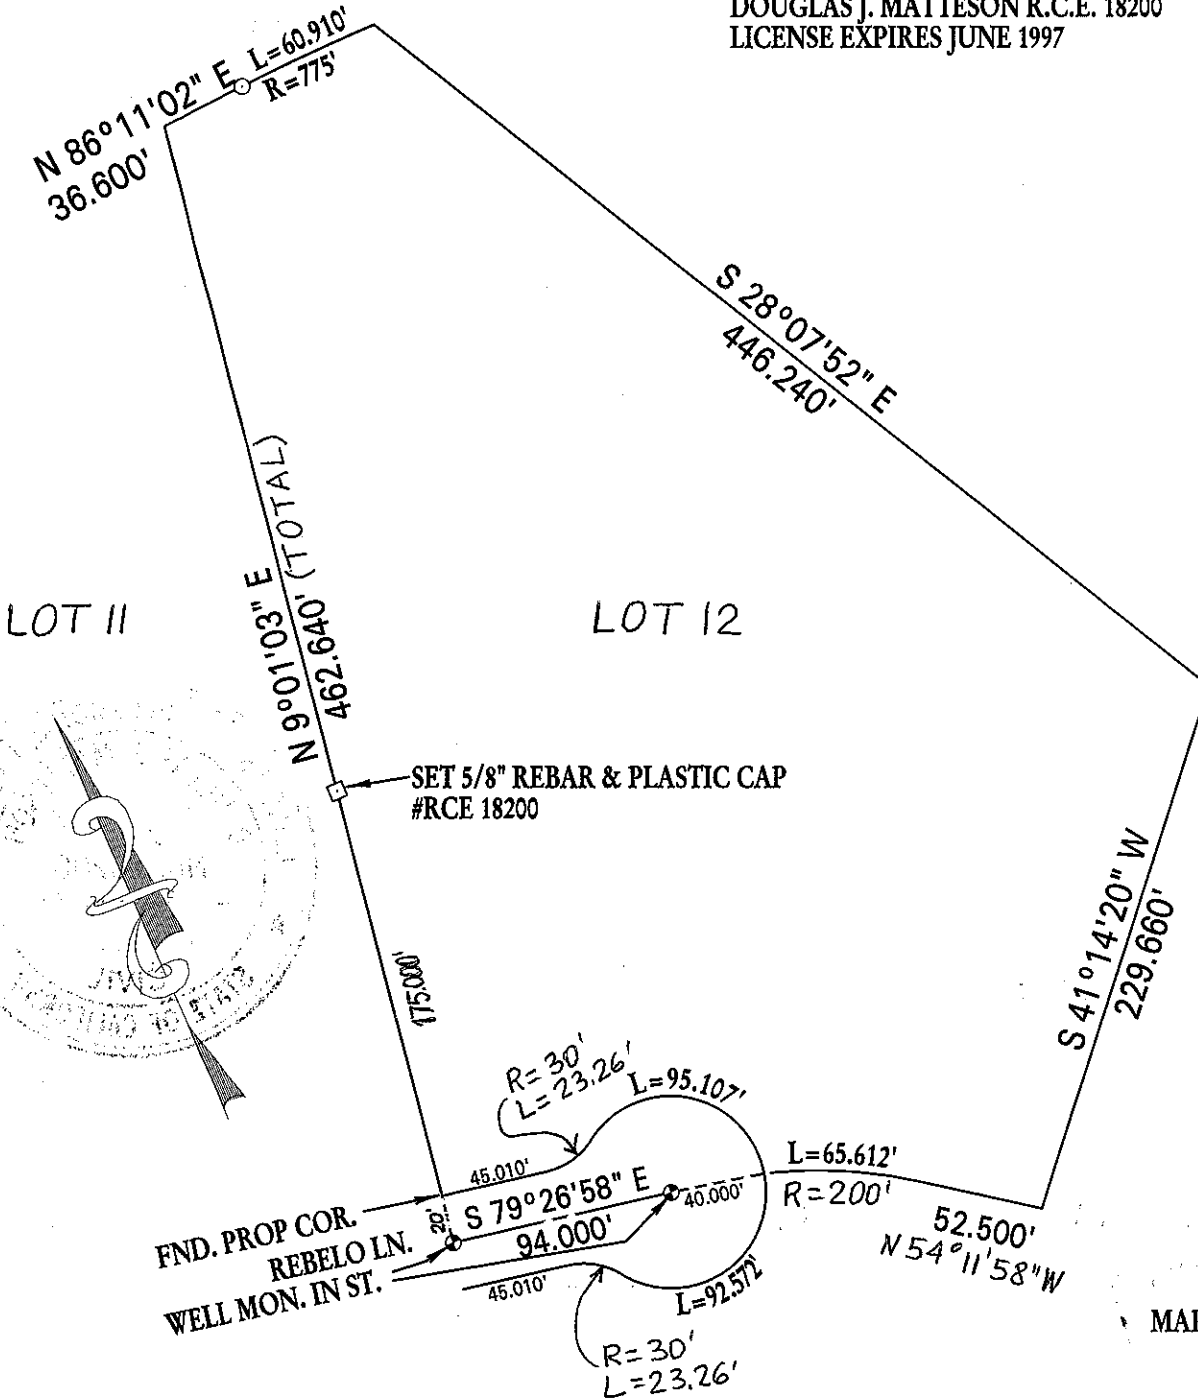 DOUGLAS J. MATTESON R.C.E. 18200
LICENSE EXPIRES JUNE 1997
N 86°11'02" E
36.600'
L=60.910'
R=775'
S 28°07'52" E
446.240'
N 9°01'03" E
462.640' (TOTAL)
LOT 11
LOT 12
SET 5/8" REBAR & PLASTIC CAP
#RCE 18200
175.000'
S 41°14'20" W
229.660'
R=30'
L=23.26'
L=95.107'
45.010'
L=65.612'
R=200'
20'
S 79°26'58" E
94.000'
40.000'
52.500'
N 54°11'58" W
FND. PROP COR.
REBELO LN.
WELL MON. IN ST.
45.010'
L=92.572'
R=30'
L=23.26'
CIVIL
STATE OF CALIFORNIA